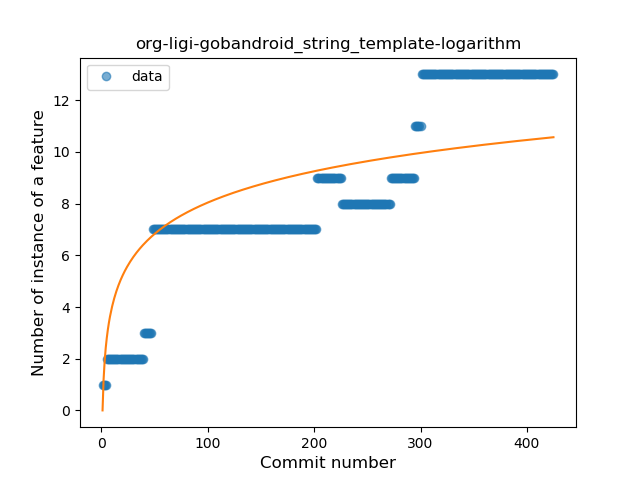 org-ligi-gobandroid_string_template-logarithm
data
Number of instance of a feature
12
10
8
6
4
2
0
0 100 200 300 400
Commit number